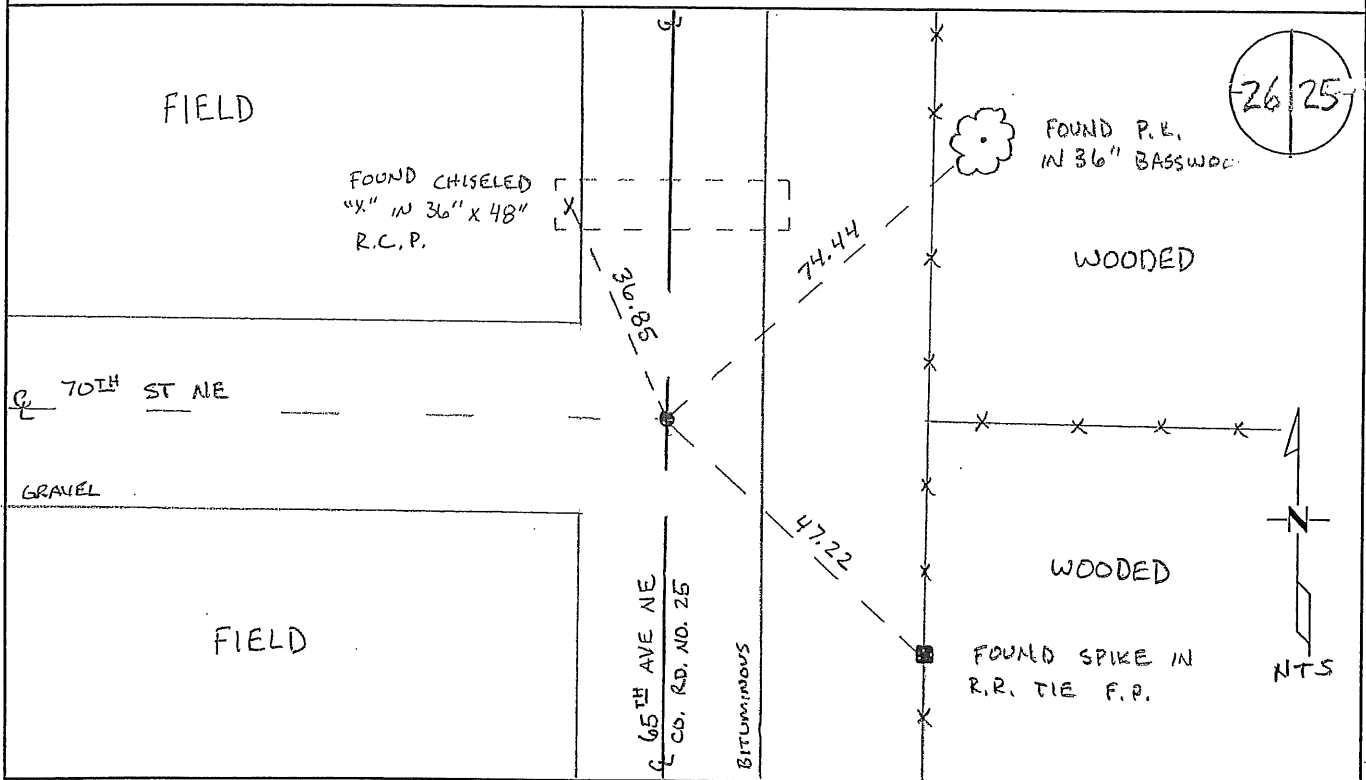 FIELD
26 25
FOUND P.K.
IN 36" BASSWOO
FOUND CHISELED
"X" IN 36" X 48"
R.C.P.
WOODED
74.44
36.85
℄ 70TH ST NE
GRAVEL
47.22
N
WOODED
FIELD
℄ 65TH AVE NE
CO. RD. NO. 25
BITUMINOUS
FOUND SPIKE IN
R.R. TIE F.P.
NTS
℄